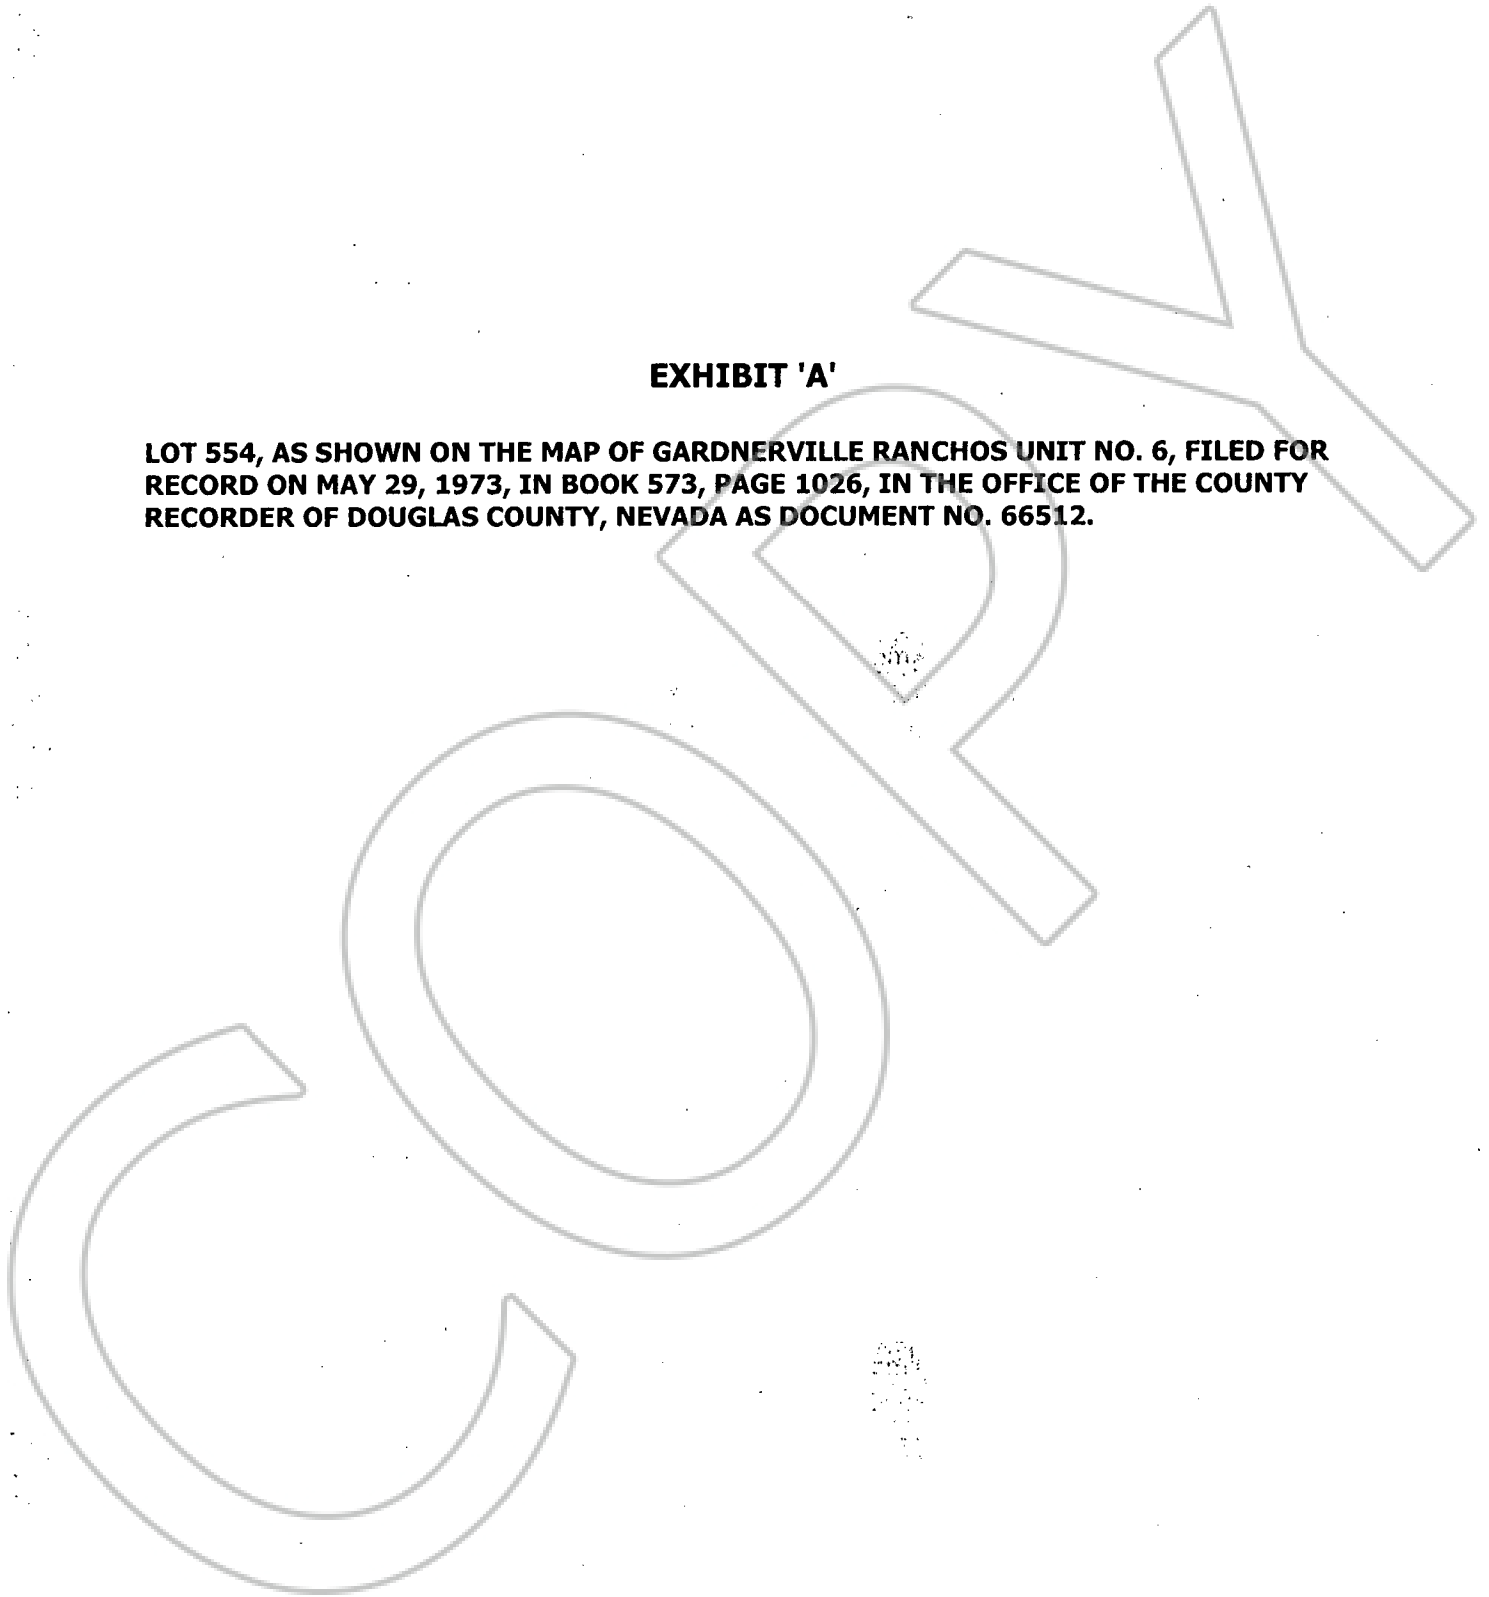 EXHIBIT 'A'
LOT 554, AS SHOWN ON THE MAP OF GARDNERVILLE RANCHOS UNIT NO. 6, FILED FOR
RECORD ON MAY 29, 1973, IN BOOK 573, PAGE 1026, IN THE OFFICE OF THE COUNTY
RECORDER OF DOUGLAS COUNTY, NEVADA AS DOCUMENT NO. 66512.
COPY